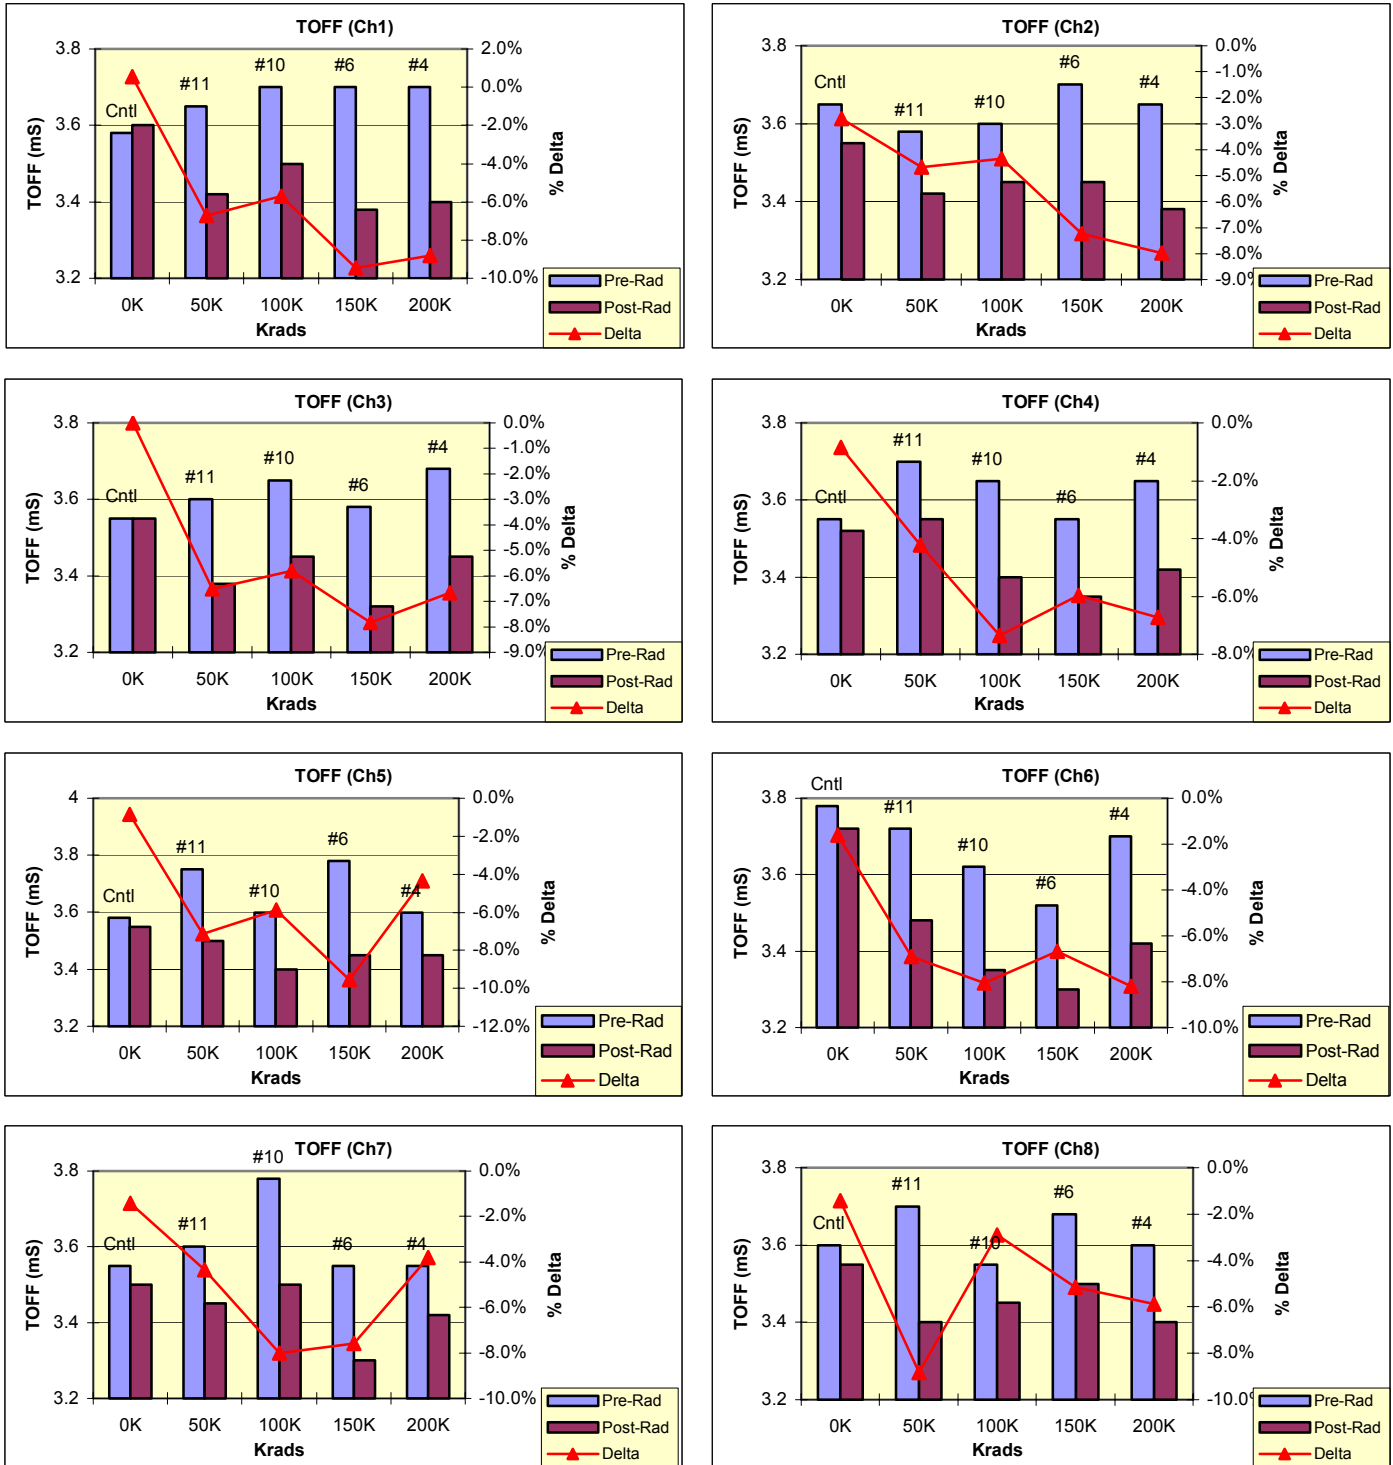 TOFF (Ch1)
3.8
3.6
3.4
3.2
TOFF (mS)
2.0%
0.0%
-2.0%
-4.0%
-6.0%
-8.0%
-10.0%
% Delta
Cntl
#11
#10
#6
#4
0K 50K 100K 150K 200K
Krads
Pre-Rad
Post-Rad
Delta
TOFF (Ch2)
3.8
3.6
3.4
3.2
TOFF (mS)
0.0%
-1.0%
-2.0%
-3.0%
-4.0%
-5.0%
-6.0%
-7.0%
-8.0%
-9.0%
% Delta
Cntl
#11
#10
#6
#4
0K 50K 100K 150K 200K
Krads
Pre-Rad
Post-Rad
Delta
TOFF (Ch3)
3.8
3.6
3.4
3.2
TOFF (mS)
0.0%
-1.0%
-2.0%
-3.0%
-4.0%
-5.0%
-6.0%
-7.0%
-8.0%
-9.0%
% Delta
Cntl
#11
#10
#6
#4
0K 50K 100K 150K 200K
Krads
Pre-Rad
Post-Rad
Delta
TOFF (Ch4)
3.8
3.6
3.4
3.2
TOFF (mS)
0.0%
-2.0%
-4.0%
-6.0%
-8.0%
% Delta
Cntl
#11
#10
#6
#4
0K 50K 100K 150K 200K
Krads
Pre-Rad
Post-Rad
Delta
TOFF (Ch5)
4
3.8
3.6
3.4
3.2
TOFF (mS)
0.0%
-2.0%
-4.0%
-6.0%
-8.0%
-10.0%
-12.0%
% Delta
Cntl
#11
#10
#6
#4
0K 50K 100K 150K 200K
Krads
Pre-Rad
Post-Rad
Delta
TOFF (Ch6)
3.8
3.6
3.4
3.2
TOFF (mS)
0.0%
-2.0%
-4.0%
-6.0%
-8.0%
-10.0%
% Delta
Cntl
#11
#10
#6
#4
0K 50K 100K 150K 200K
Krads
Pre-Rad
Post-Rad
Delta
TOFF (Ch7)
3.8
3.6
3.4
3.2
TOFF (mS)
0.0%
-2.0%
-4.0%
-6.0%
-8.0%
-10.0%
% Delta
Cntl
#11
#10
#6
#4
0K 50K 100K 150K 200K
Krads
Pre-Rad
Post-Rad
Delta
TOFF (Ch8)
3.8
3.6
3.4
3.2
TOFF (mS)
0.0%
-2.0%
-4.0%
-6.0%
-8.0%
-10.0%
% Delta
Cntl
#11
#10
#6
#4
0K 50K 100K 150K 200K
Krads
Pre-Rad
Post-Rad
Delta